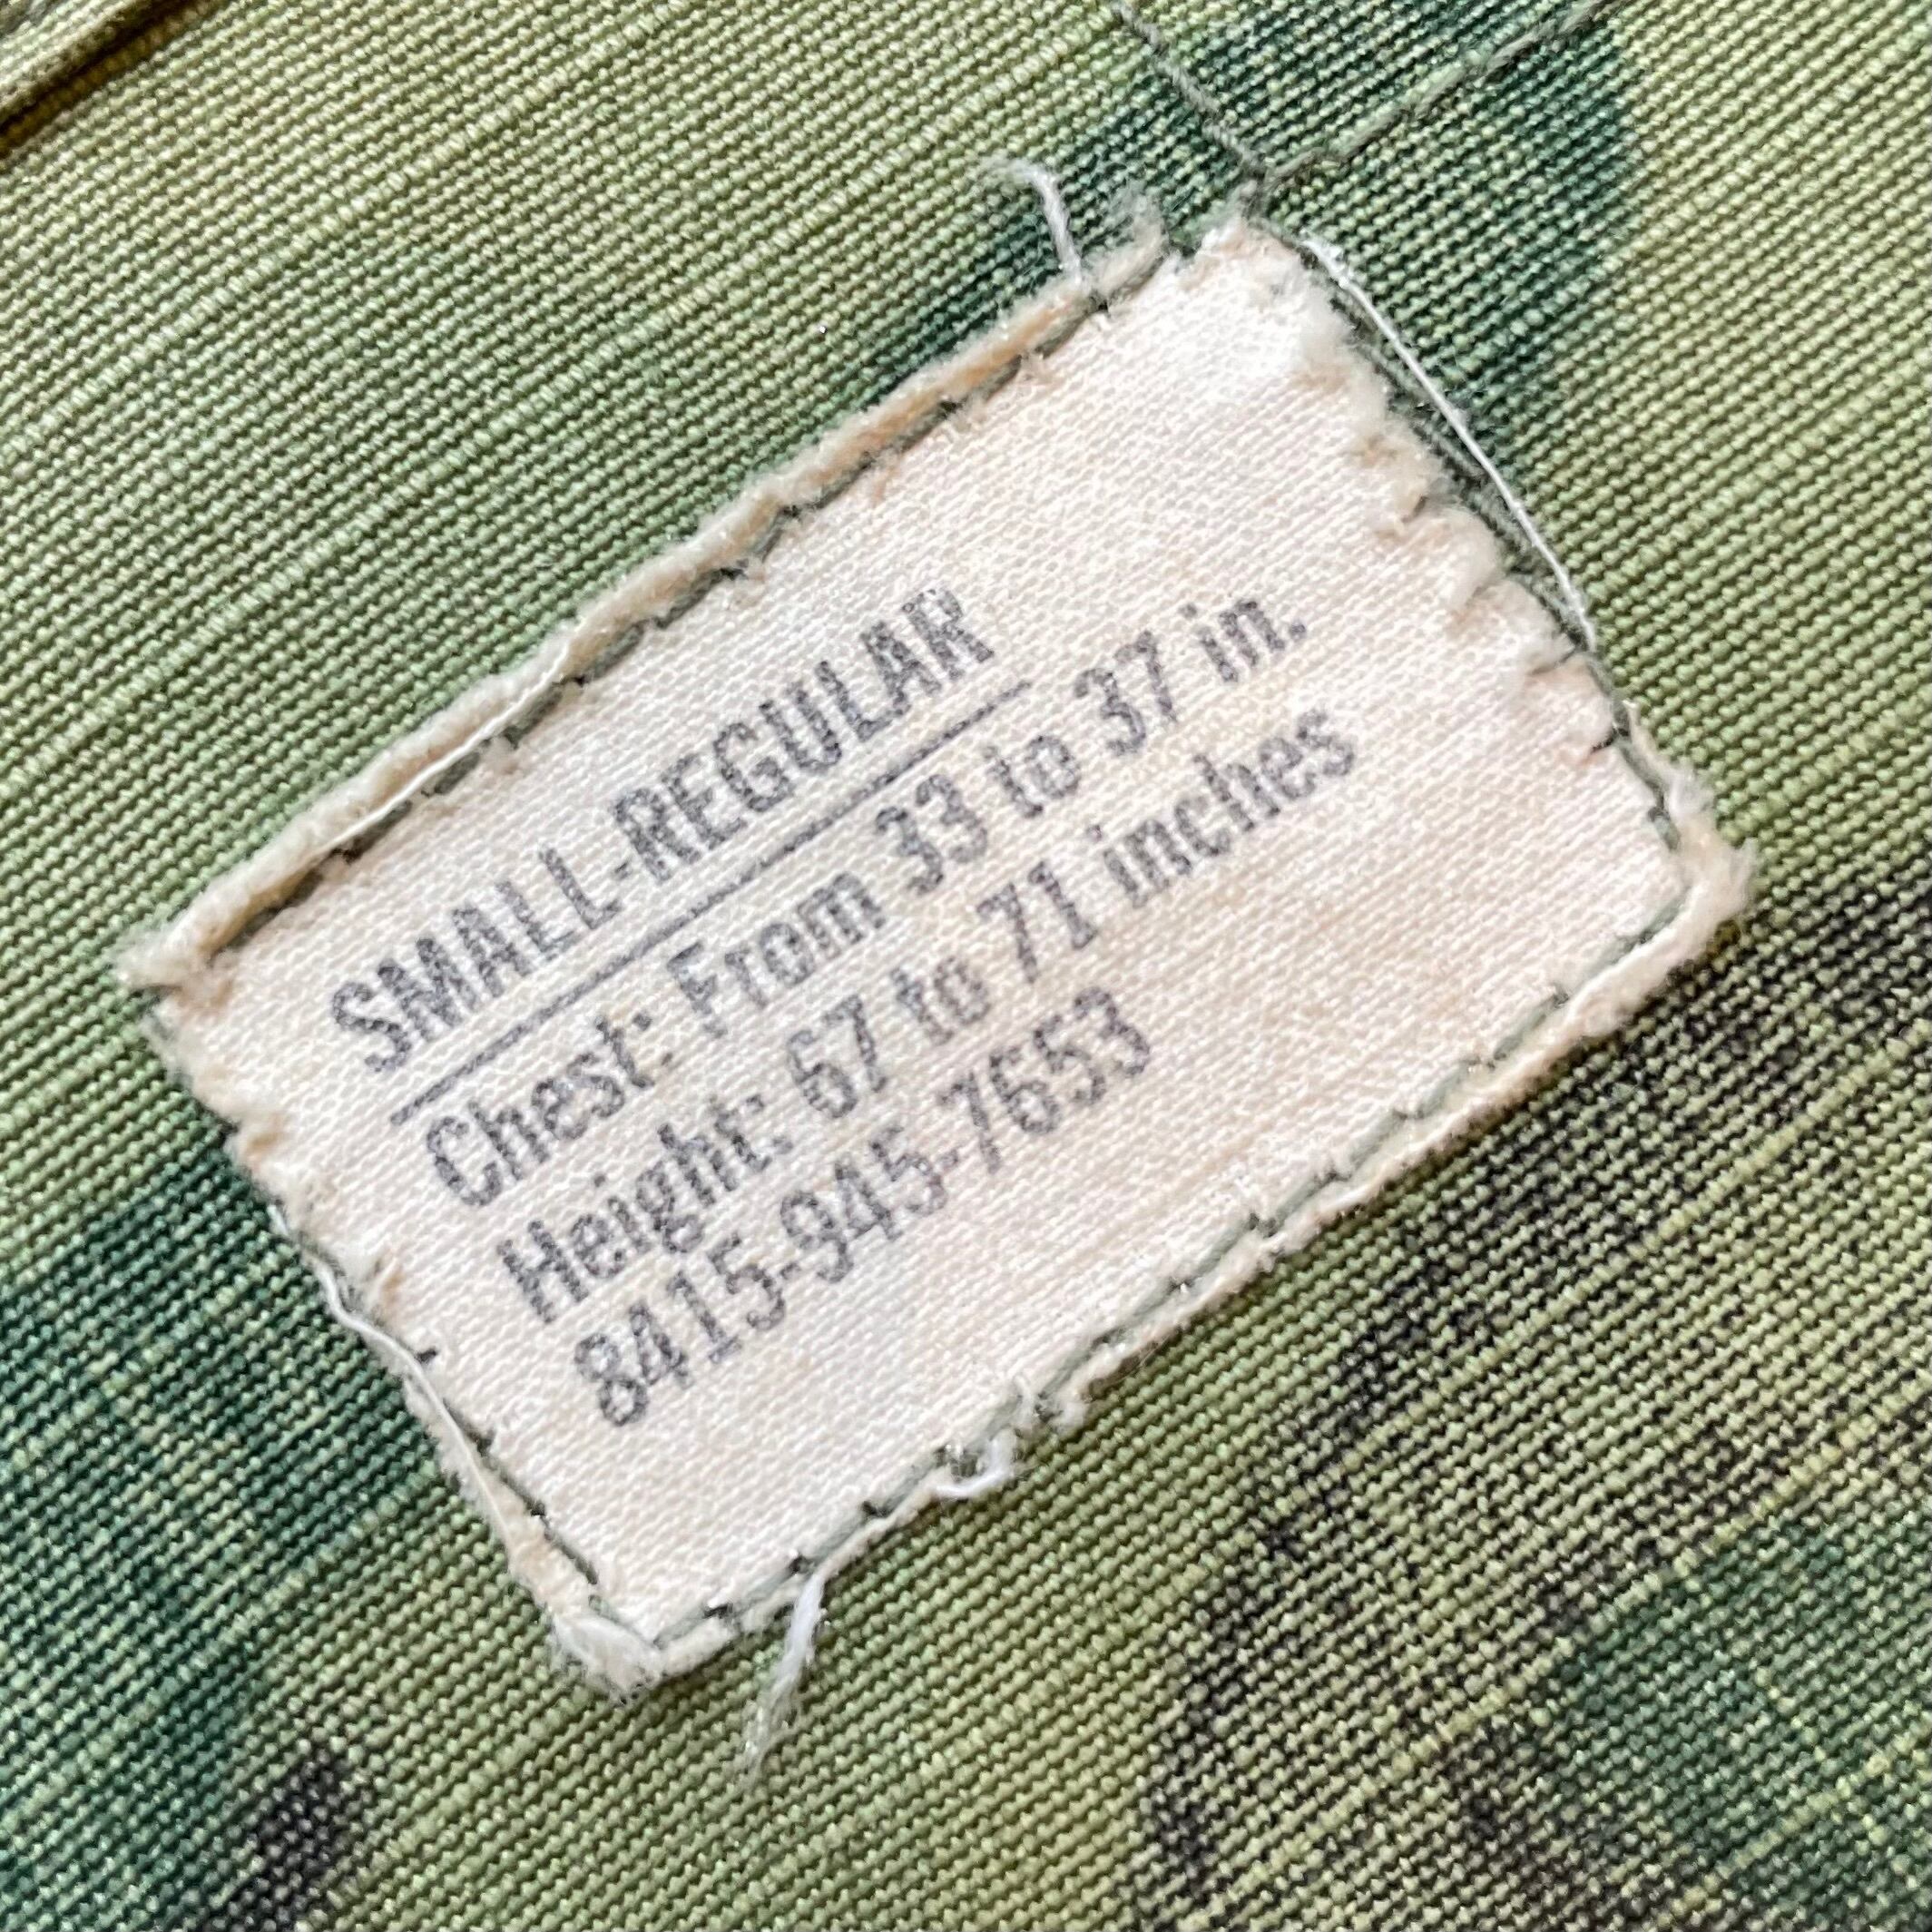 SMALL-REGULAR
Chest: From 33 to 37 in.
Height: 67 to 71 inches
8415-945-7653